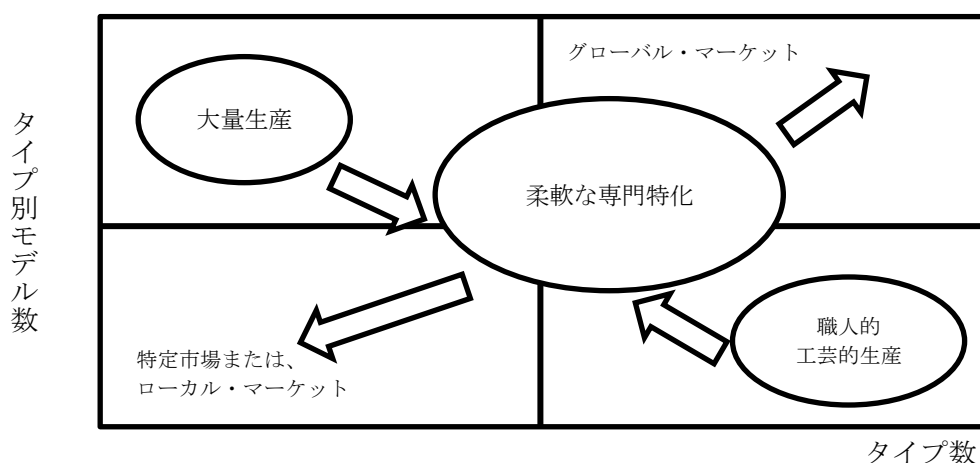 グローバル・マーケット
大量生産
タイプ別モデル数
柔軟な専門特化
職人的
工芸的生産
特定市場または、
ローカル・マーケット
タイプ数